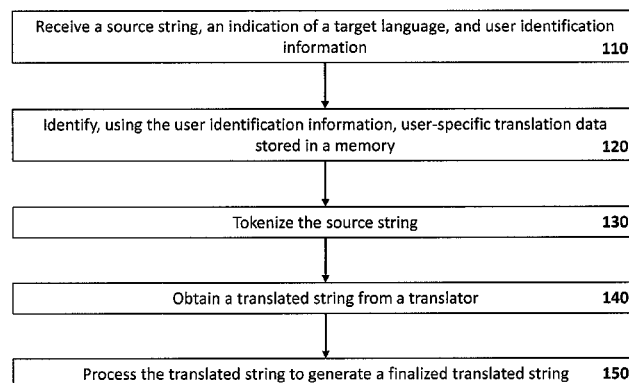 Receive a source string, an indication of a target language, and user identification
information
110
Identify, using the user identification information, user-specific translation data
stored in a memory
120
Tokenize the source string
130
Obtain a translated string from a translator
140
Process the translated string to generate a finalized translated string
150